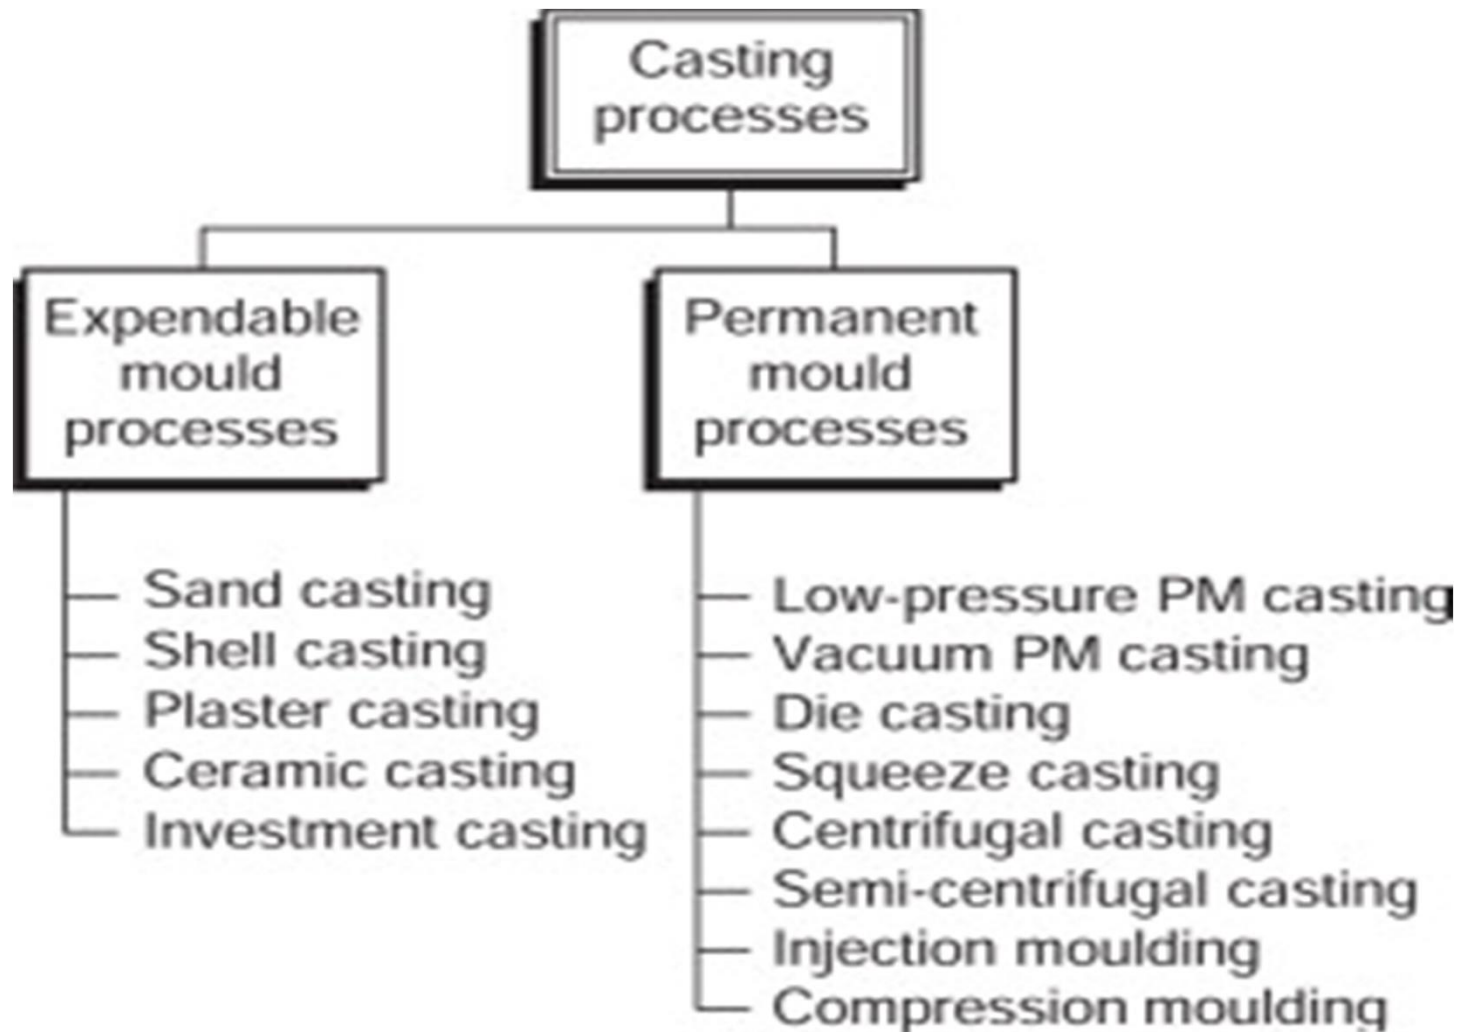 Casting
processes
Expendable
mould
processes
Permanent
mould
processes
Sand casting
Shell casting
Plaster casting
Ceramic casting
Investment casting
Low-pressure PM casting
Vacuum PM casting
Die casting
Squeeze casting
Centrifugal casting
Semi-centrifugal casting
Injection moulding
Compression moulding